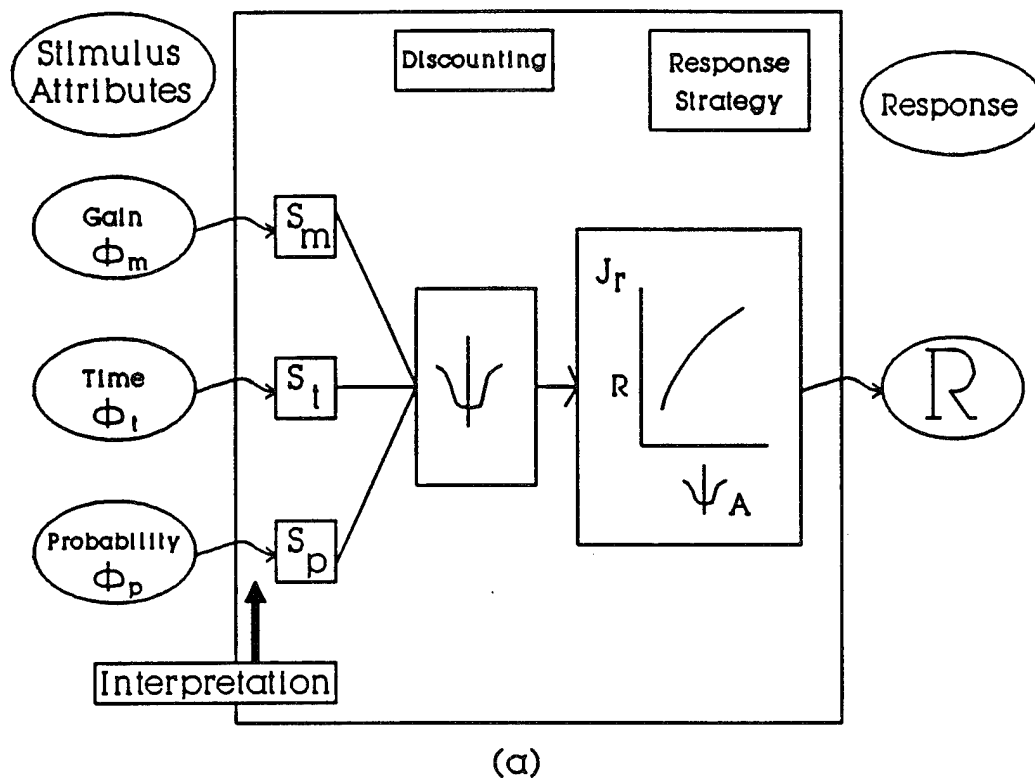 Stimulus
Attributes
Discounting
Response
Strategy
Response
Gain
Φm
Sm
Time
Φt
St
Probability
Φp
Sp
Ψ
Jr
R
ΨA
R
Interpretation
(a)